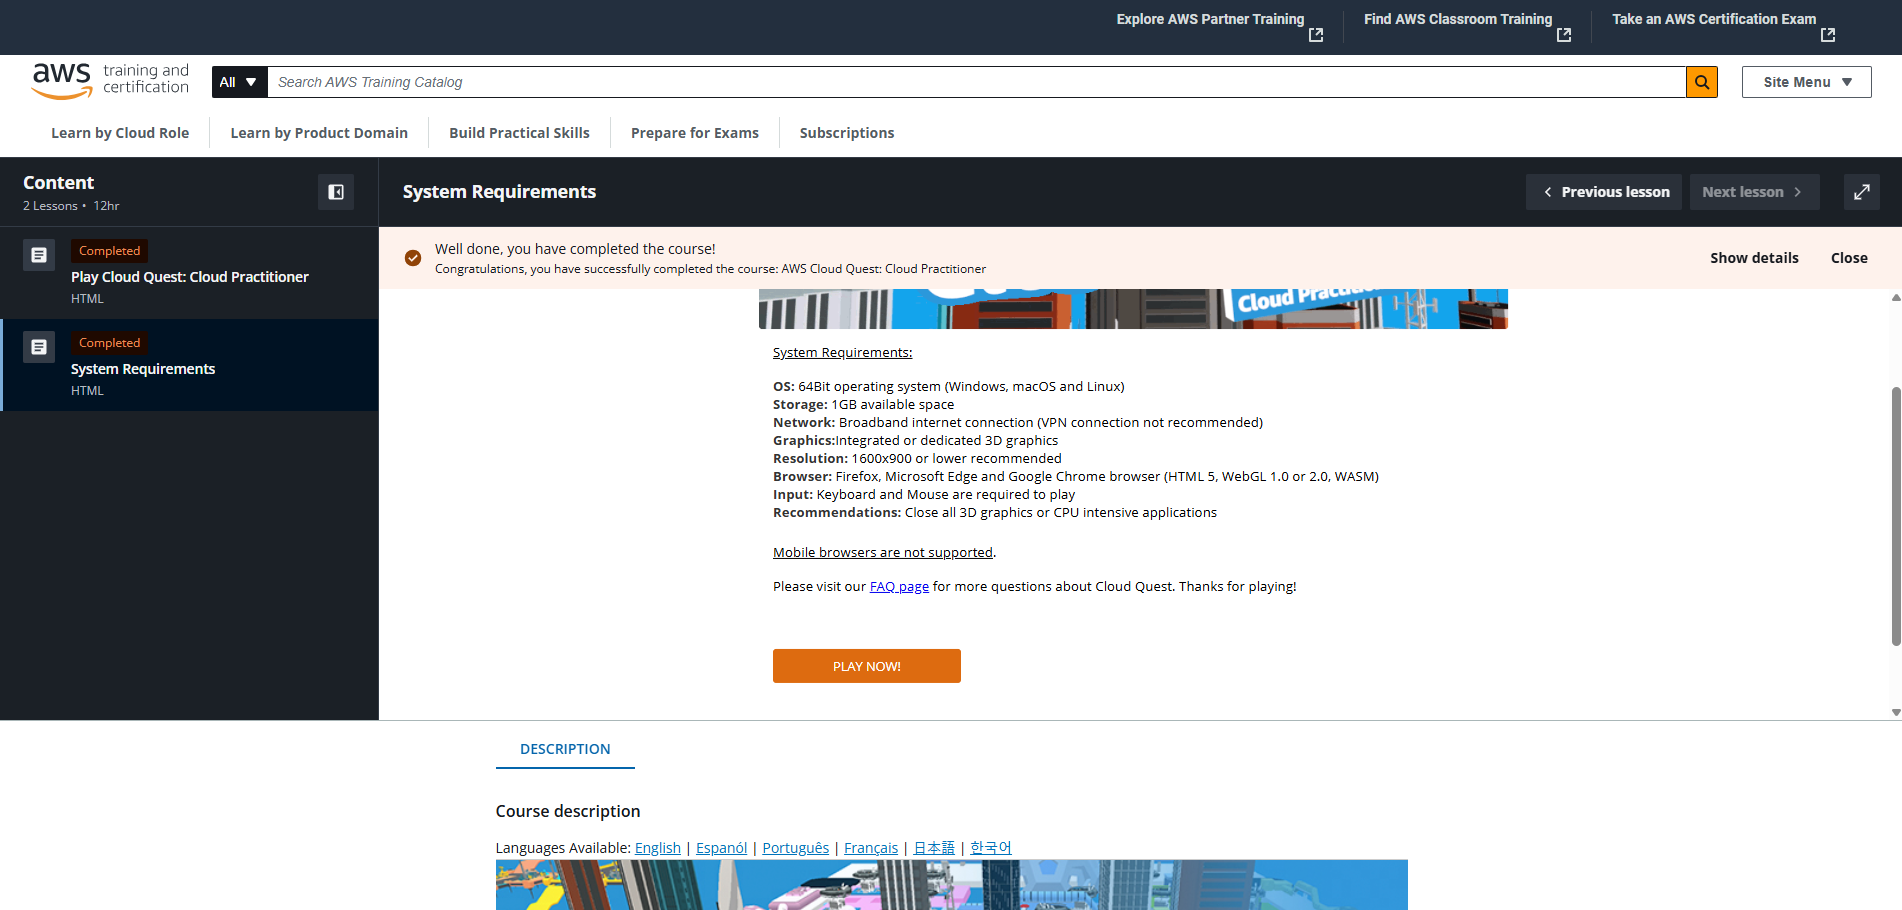 Explore AWS Partner Training
Find AWS Classroom Training
Take an AWS Certification Exam
aws training and certification
All
Search AWS Training Catalog
Site Menu
Learn by Cloud Role
Learn by Product Domain
Build Practical Skills
Prepare for Exams
Subscriptions
Content
2 Lessons • 12hr
Completed
Play Cloud Quest: Cloud Practitioner
HTML
Completed
System Requirements
HTML
System Requirements
Previous lesson
Next lesson
Well done, you have completed the course!
Congratulations, you have successfully completed the course: AWS Cloud Quest: Cloud Practitioner
Show details
Close
Cloud
System Requirements:
OS: 64Bit operating system (Windows, macOS and Linux)
Storage: 1GB available space
Network: Broadband internet connection (VPN connection not recommended)
Graphics:Integrated or dedicated 3D graphics
Resolution: 1600x900 or lower recommended
Browser: Firefox, Microsoft Edge and Google Chrome browser (HTML 5, WebGL 1.0 or 2.0, WASM)
Input: Keyboard and Mouse are required to play
Recommendations: Close all 3D graphics or CPU intensive applications
Mobile browsers are not supported.
Please visit our FAQ page for more questions about Cloud Quest. Thanks for playing!
PLAY NOW!
DESCRIPTION
Course description
Languages Available: English | Espanól | Português | Français | 日本語 | 한국어